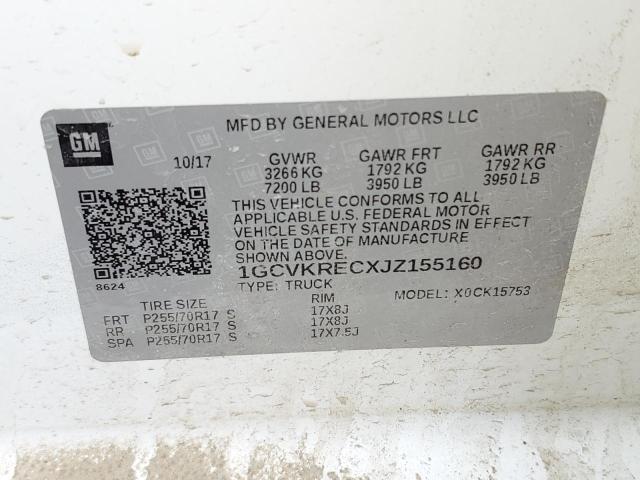 GM
MFD BY GENERAL MOTORS LLC
10/17 GVWR GAWR FRT GAWR RR
3266 KG 1792 KG 1792 KG
7200 LB 3950 LB 3950 LB
THIS VEHICLE CONFORMS TO ALL
APPLICABLE U.S. FEDERAL MOTOR
VEHICLE SAFETY STANDARDS IN EFFECT
ON THE DATE OF MANUFACTURE
SHOWN ABOVE.
1GCVKRECXJZ155160
8624
TYPE: TRUCK MODEL: X0CK15753
TIRE SIZE RIM
FRT P255/70R17 S 17X8J
RR P255/70R17 S 17X8J
SPA P265/70R17 S 17X7.5J